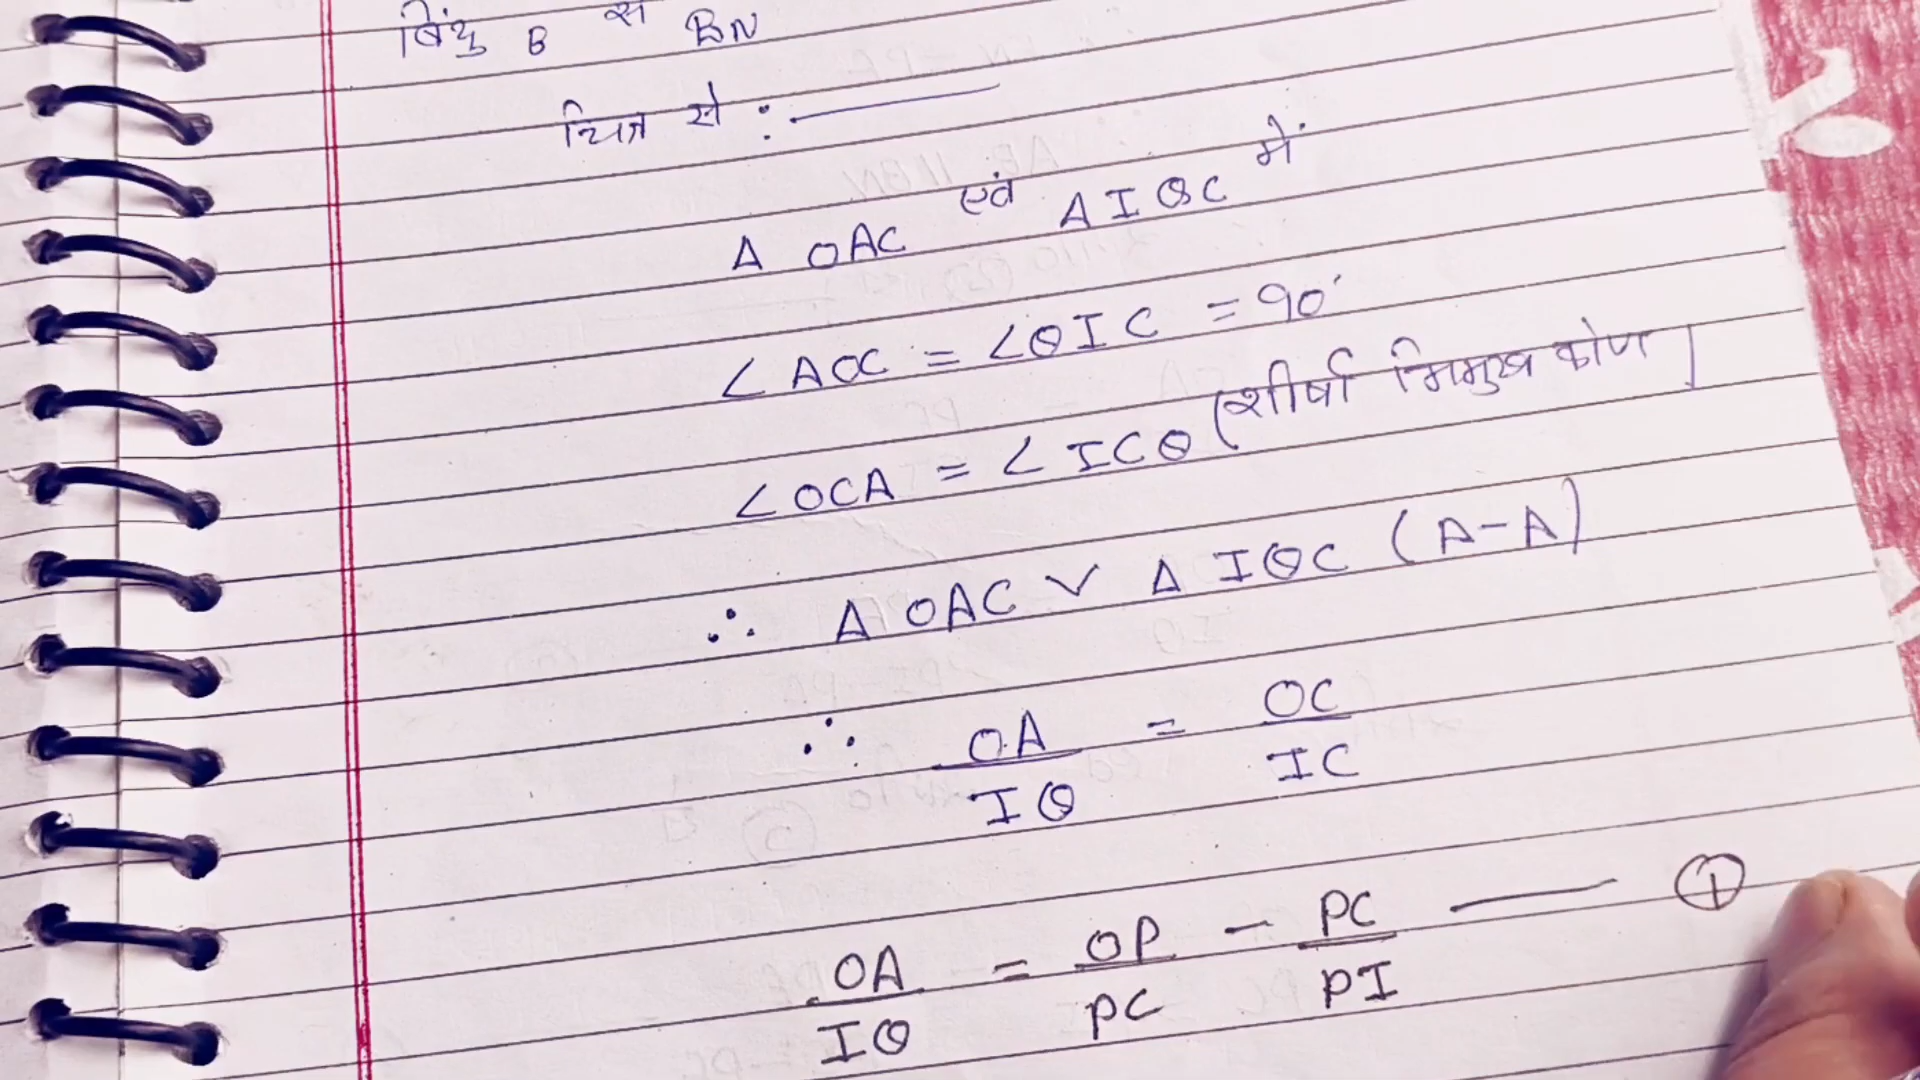 बिंदु B से BN
चित्र से :—
Δ OAC एवं Δ IQC में
∠AOC = ∠QIC = 90°
∠OCA = ∠ICQ (शीर्षा भिमुख कोण)
∴ Δ OAC ∨ Δ IQC (A-A)
∴ OA/IQ = OC/IC
OA/IQ = OP/PC - PC/PI — ①